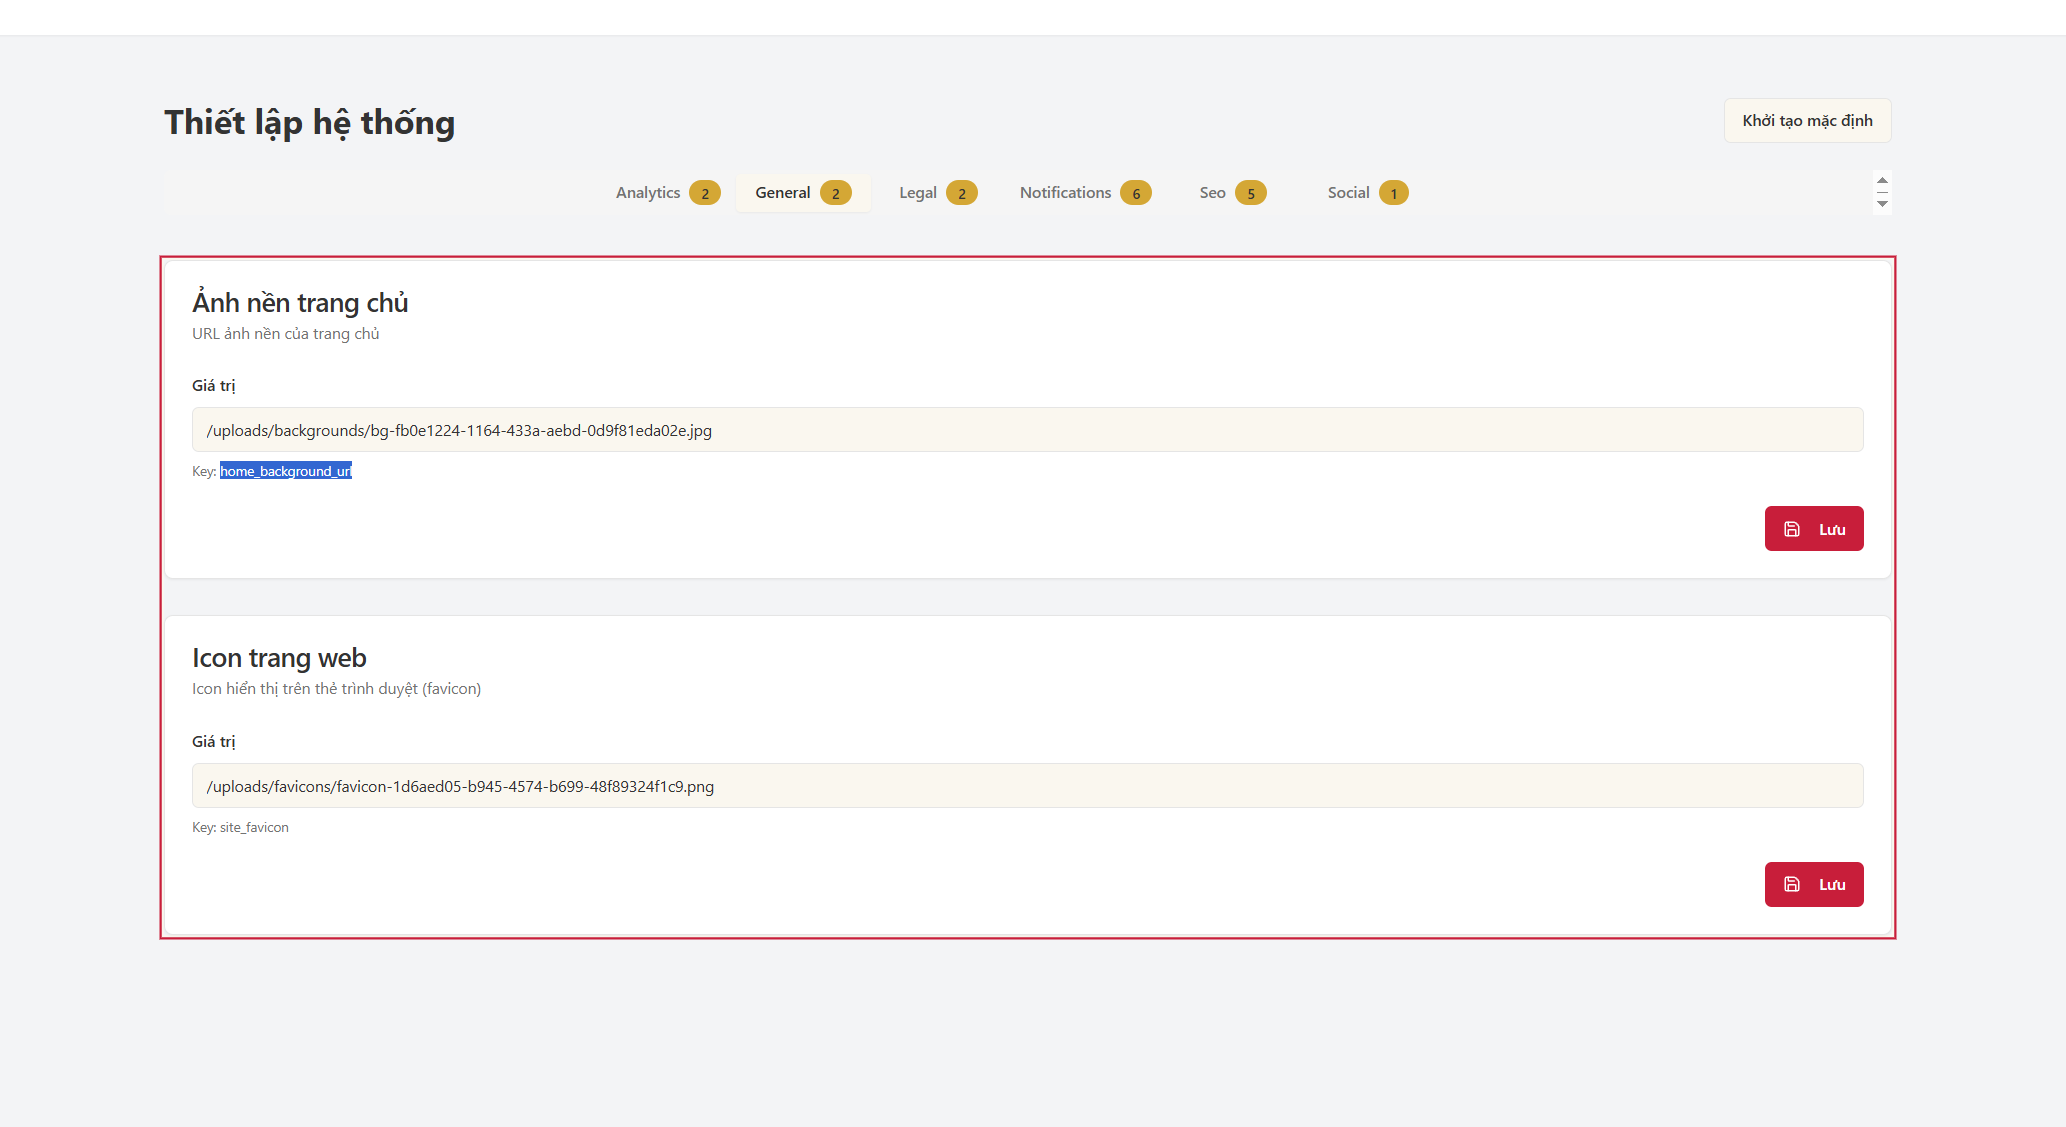 Thiết lập hệ thống
Khởi tạo mặc định
Analytics 2 General 2 Legal 2 Notifications 6 Seo 5 Social 1
Ảnh nền trang chủ
URL ảnh nền của trang chủ
Giá trị
/uploads/backgrounds/bg-fb0e1224-1164-433a-aebd-0d9f81eda02e.jpg
Key: home_background_url
Lưu
Icon trang web
Icon hiển thị trên thẻ trình duyệt (favicon)
Giá trị
/uploads/favicons/favicon-1d6aed05-b945-4574-b699-48f89324f1c9.png
Key: site_favicon
Lưu